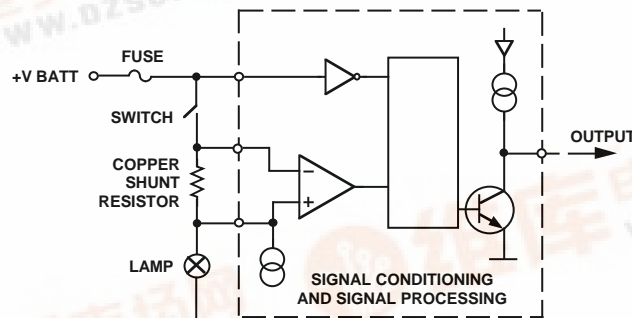 FUSE
+V BATT
SWITCH
OUTPUT
COPPER
SHUNT
RESISTOR
LAMP
SIGNAL CONDITIONING
AND SIGNAL PROCESSING
−
+